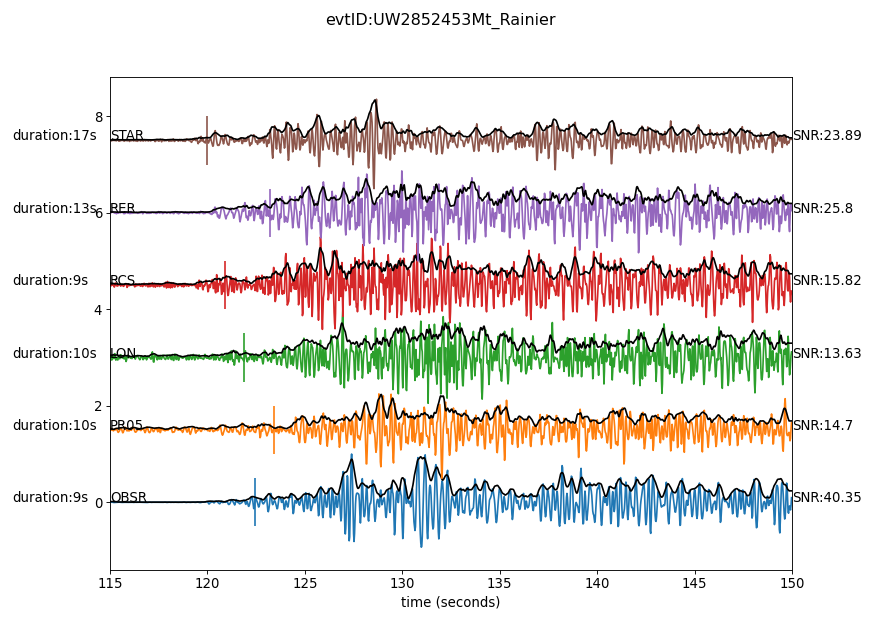 evtID:UW2852453Mt_Rainier
8
duration:17s STAR SNR:23.89
duration:13s RER SNR:25.8
6
duration:9s RCS SNR:15.82
4
duration:10s LON SNR:13.63
2
duration:10s PR05 SNR:14.7
duration:9s OBSR SNR:40.35
0
115 120 125 130 135 140 145 150
time (seconds)